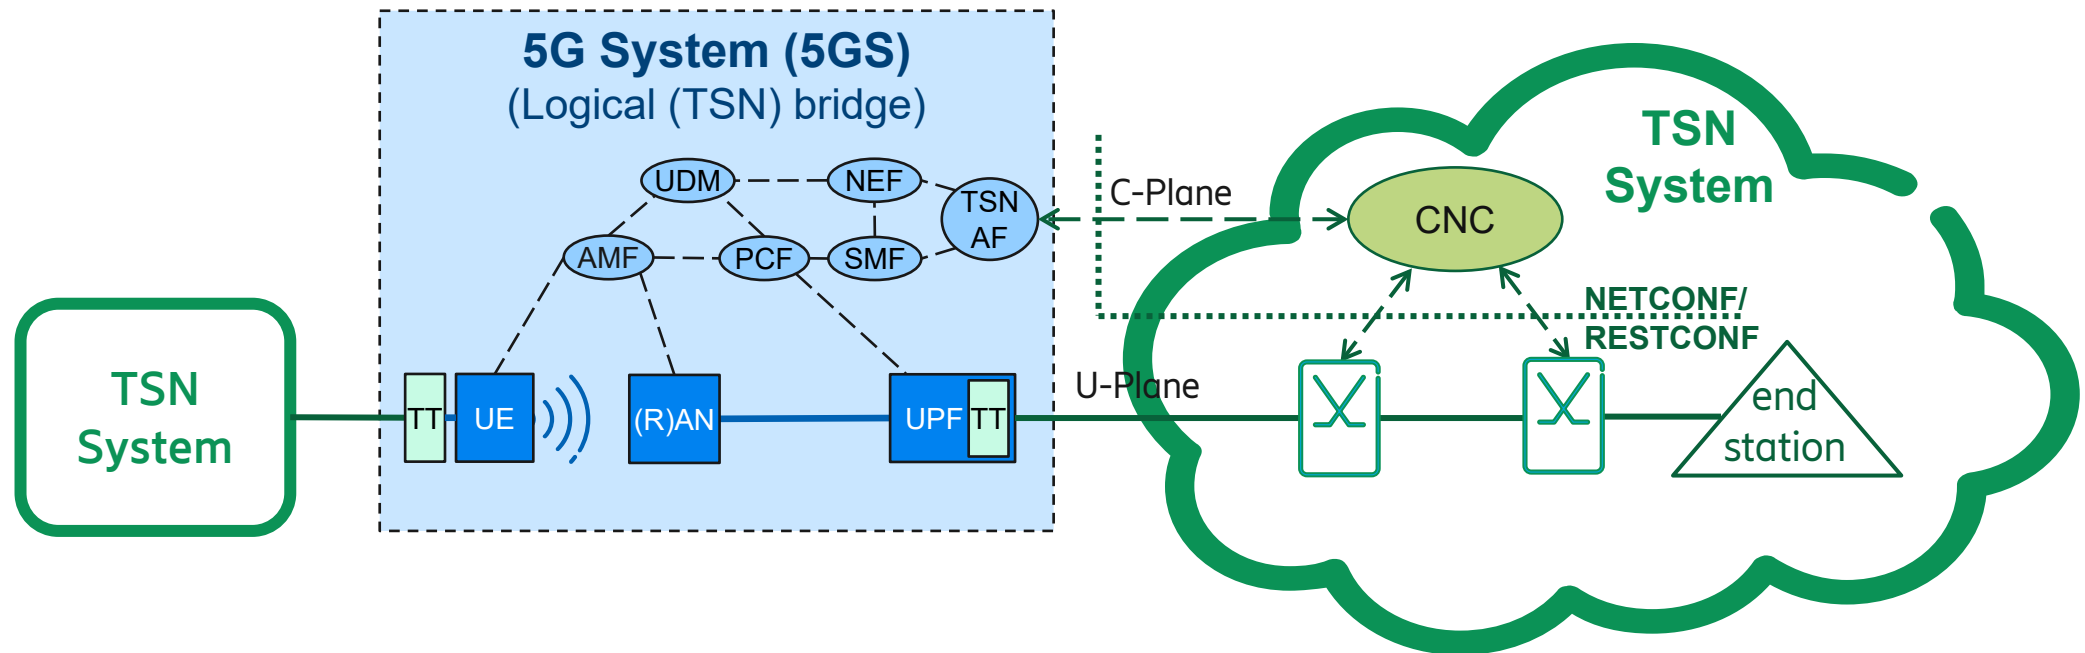 5G System (5GS)
(Logical (TSN) bridge)
TSN
System
UDM
NEF
TSN
AF
C-Plane
CNC
AMF
PCF
SMF
NETCONF/
RESTCONF
TSN
System
TT
UE
(R)AN
UPF
TT
U-Plane
end
station